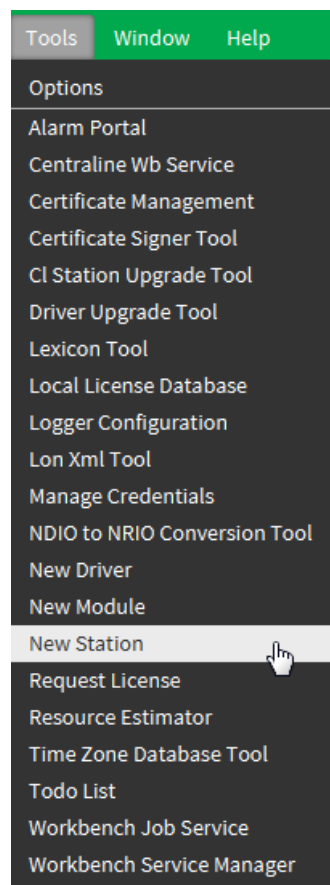 Tools Window Help
Options
Alarm Portal
Centraline Wb Service
Certificate Management
Certificate Signer Tool
Cl Station Upgrade Tool
Driver Upgrade Tool
Lexicon Tool
Local License Database
Logger Configuration
Lon Xml Tool
Manage Credentials
NDIO to NRIO Conversion Tool
New Driver
New Module
New Station
Request License
Resource Estimator
Time Zone Database Tool
Todo List
Workbench Job Service
Workbench Service Manager